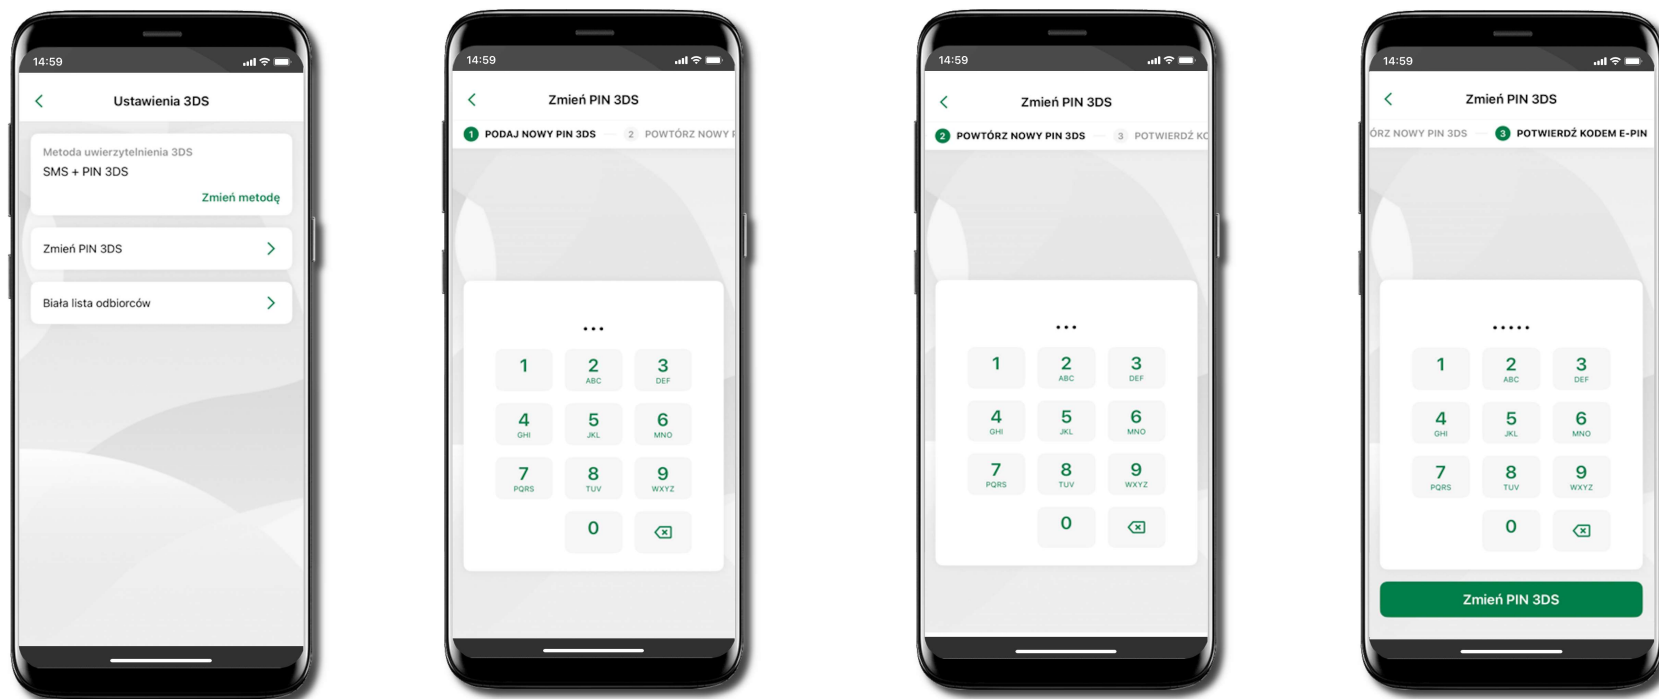 14:59
Ustawienia 3DS
Metoda uwierzytelnienia 3DS
SMS + PIN 3DS
Zmień metodę
Zmień PIN 3DS
Biała lista odbiorców
14:59
Zmień PIN 3DS
1 PODAJ NOWY PIN 3DS 2 POWTÓRZ NOWY
1 2 3
ABC DEF
4 5 6
GHI JKL MNO
7 8 9
PQRS TUV WXYZ
0
14:59
Zmień PIN 3DS
2 POWTÓRZ NOWY PIN 3DS 3 POTWIERDŹ
1 2 3
ABC DEF
4 5 6
GHI JKL MNO
7 8 9
PQRS TUV WXYZ
0
14:59
Zmień PIN 3DS
ÓRZ NOWY PIN 3DS 3 POTWIERDŹ KODEM E-PIN
1 2 3
ABC DEF
4 5 6
GHI JKL MNO
7 8 9
PQRS TUV WXYZ
0
Zmień PIN 3DS